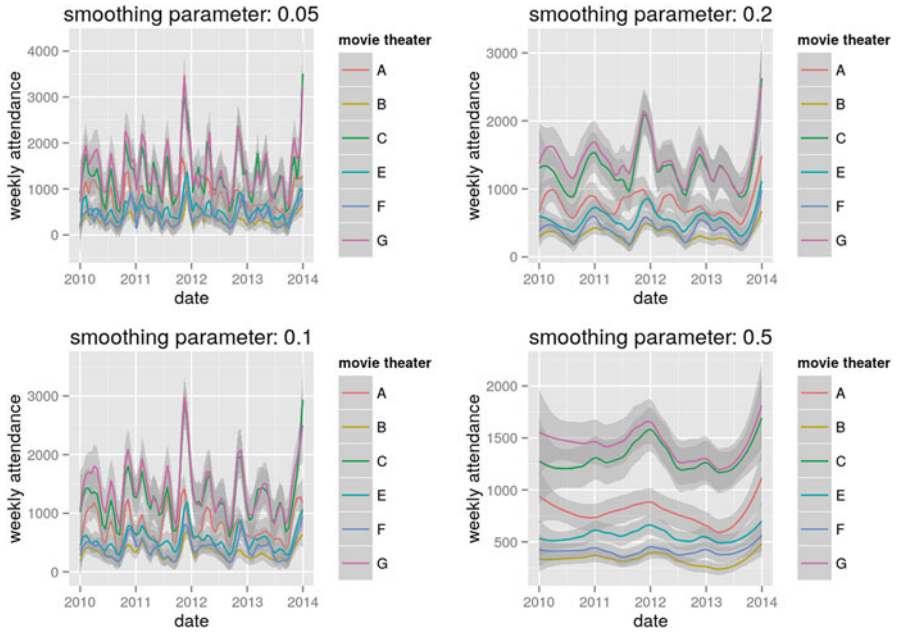 smoothing parameter: 0.05
weekly attendance
4000
3000
2000
1000
0
2010 2011 2012 2013 2014
date
movie theater
A
B
C
E
F
G
smoothing parameter: 0.2
weekly attendance
3000
2000
1000
0
2010 2011 2012 2013 2014
date
movie theater
A
B
C
E
F
G
smoothing parameter: 0.1
weekly attendance
3000
2000
1000
0
2010 2011 2012 2013 2014
date
movie theater
A
B
C
E
F
G
smoothing parameter: 0.5
weekly attendance
2000
1500
1000
500
2010 2011 2012 2013 2014
date
movie theater
A
B
C
E
F
G